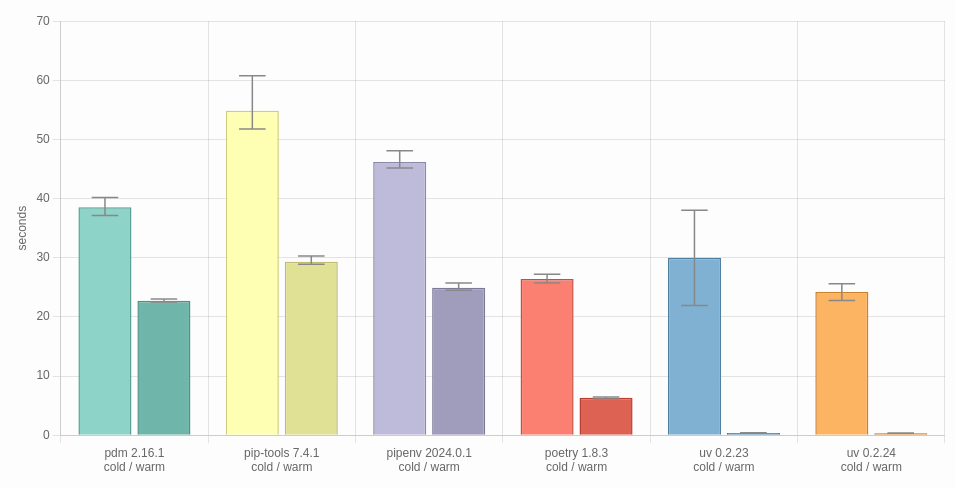 70
60
50
40
30
20
10
0
seconds
pdm 2.16.1
cold / warm
pip-tools 7.4.1
cold / warm
pipenv 2024.0.1
cold / warm
poetry 1.8.3
cold / warm
uv 0.2.23
cold / warm
uv 0.2.24
cold / warm